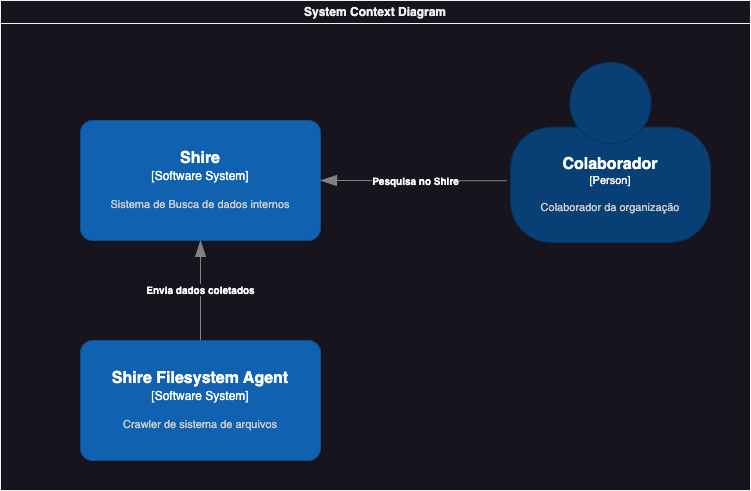 System Context Diagram
Shire
[Software System]
Sistema de Busca de dados internos
Pesquisa no Shire
Colaborador
[Person]
Colaborador da organização
Envia dados coletados
Shire Filesystem Agent
[Software System]
Crawler de sistema de arquivos